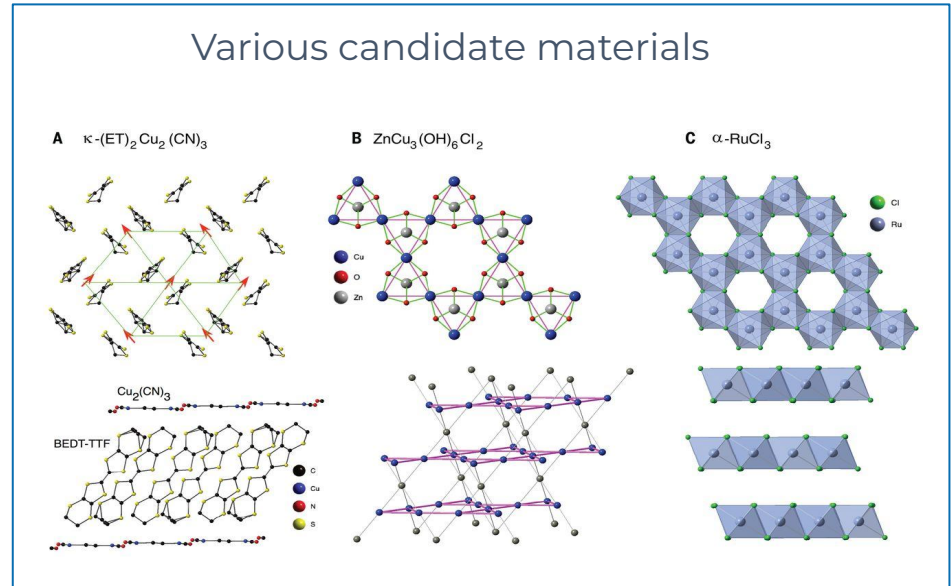 Various candidate materials
A κ-(ET)₂Cu₂(CN)₃
B ZnCu₃(OH)₆Cl₂
C α-RuCl₃
Cl
Ru
Cu
O
Zn
Cu₂(CN)₃
BEDT-TTF
C
Cu
N
S